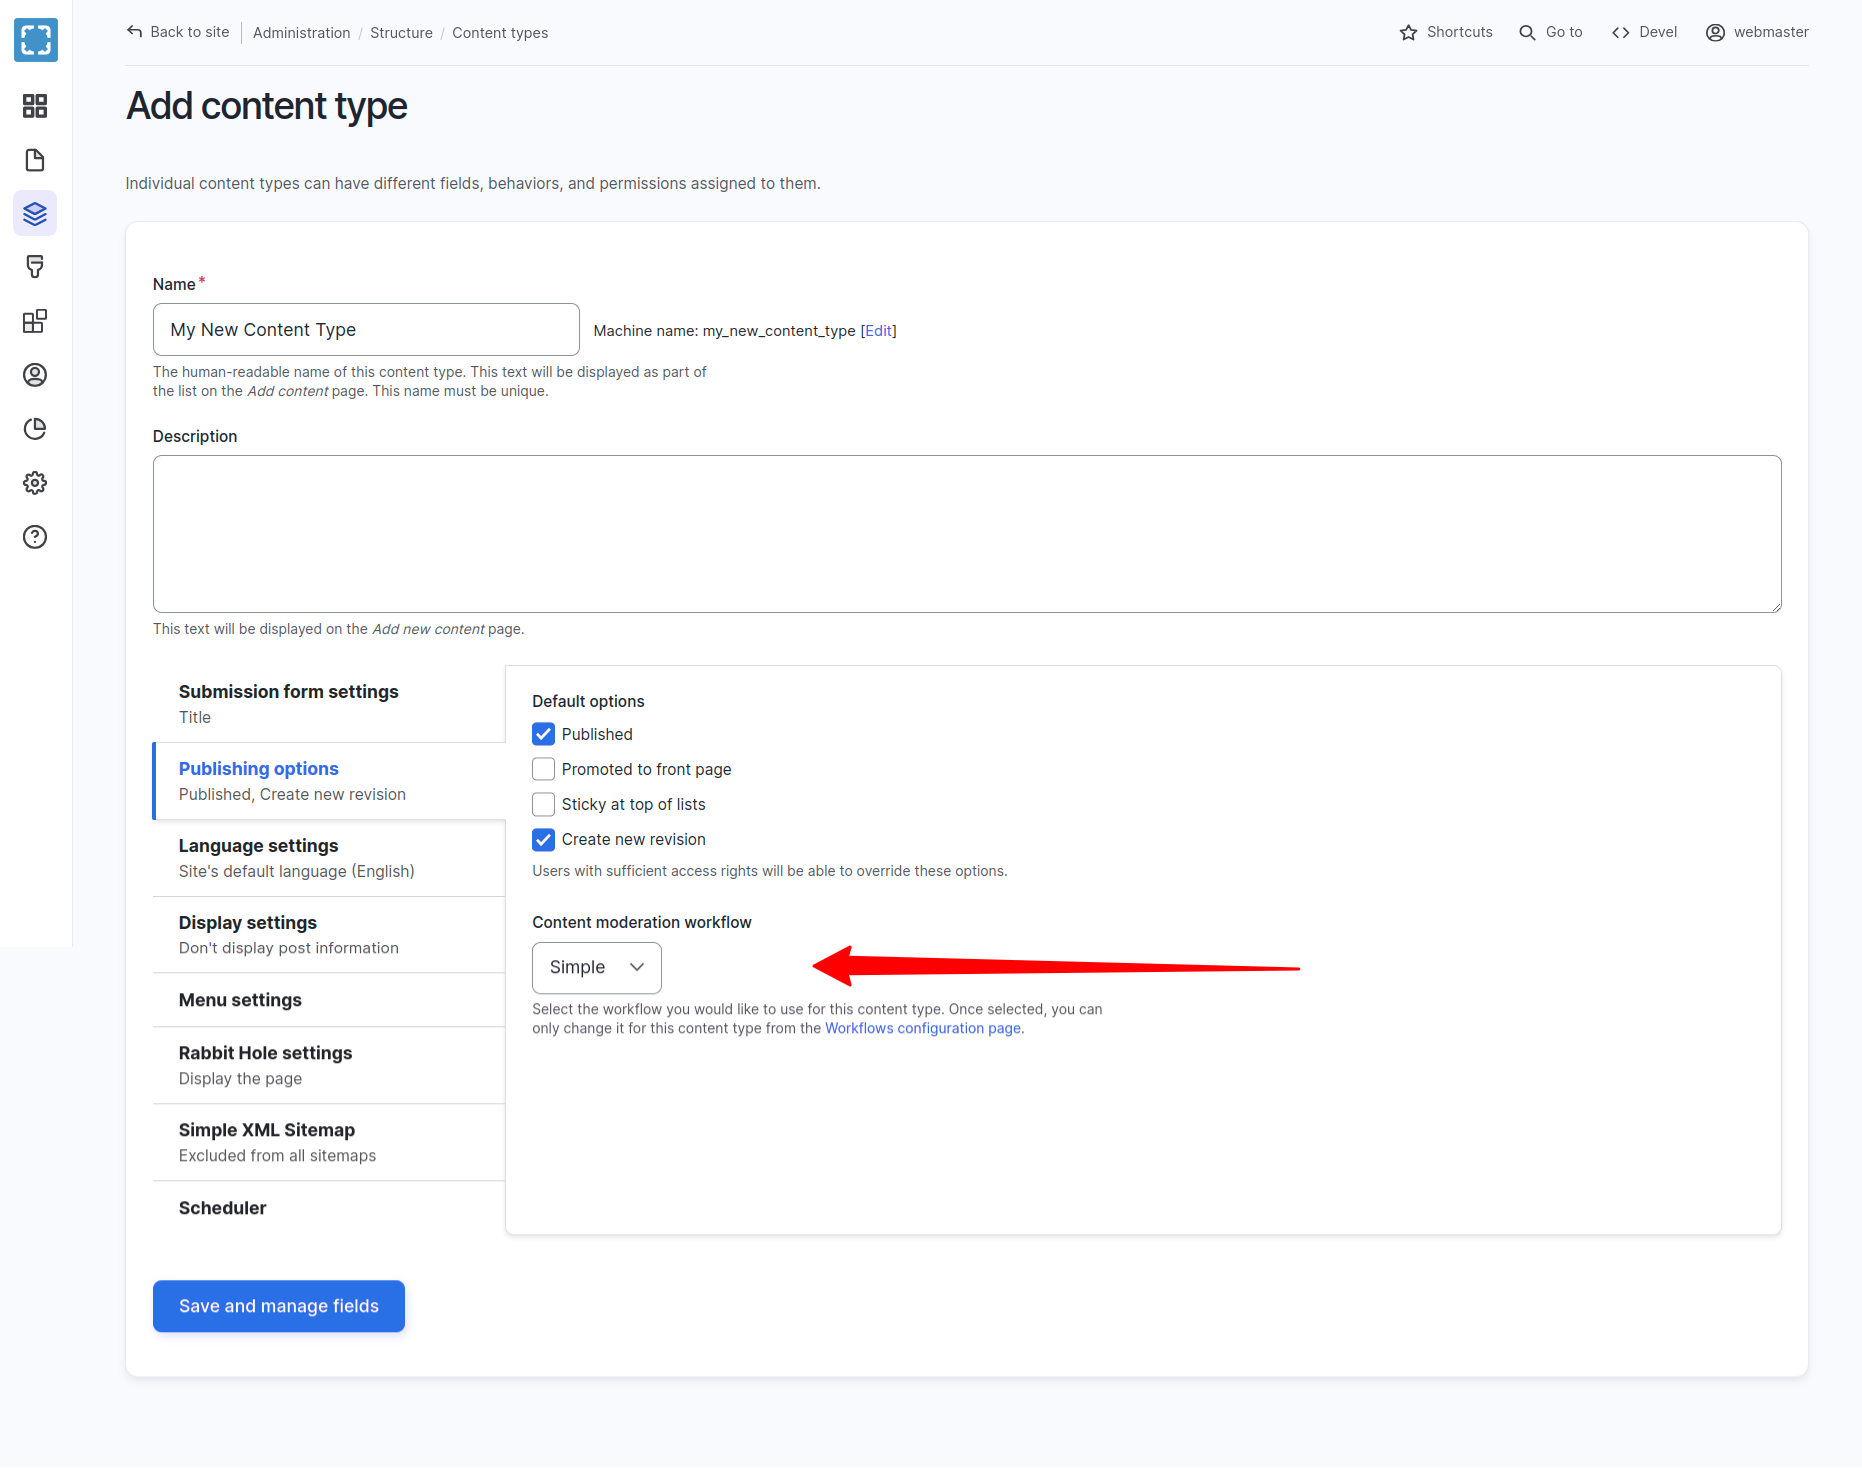 Back to site
Administration / Structure / Content types
Shortcuts
Go to
Devel
webmaster
Add content type
Individual content types can have different fields, behaviors, and permissions assigned to them.
Name*
My New Content Type
Machine name: my_new_content_type [Edit]
The human-readable name of this content type. This text will be displayed as part of
the list on the Add content page. This name must be unique.
Description
This text will be displayed on the Add new content page.
Submission form settings
Title
Publishing options
Published, Create new revision
Language settings
Site's default language (English)
Display settings
Don't display post information
Menu settings
Rabbit Hole settings
Display the page
Simple XML Sitemap
Excluded from all sitemaps
Scheduler
Default options
Published
Promoted to front page
Sticky at top of lists
Create new revision
Users with sufficient access rights will be able to override these options.
Content moderation workflow
Simple
Select the workflow you would like to use for this content type. Once selected, you can
only change it for this content type from the Workflows configuration page.
Save and manage fields